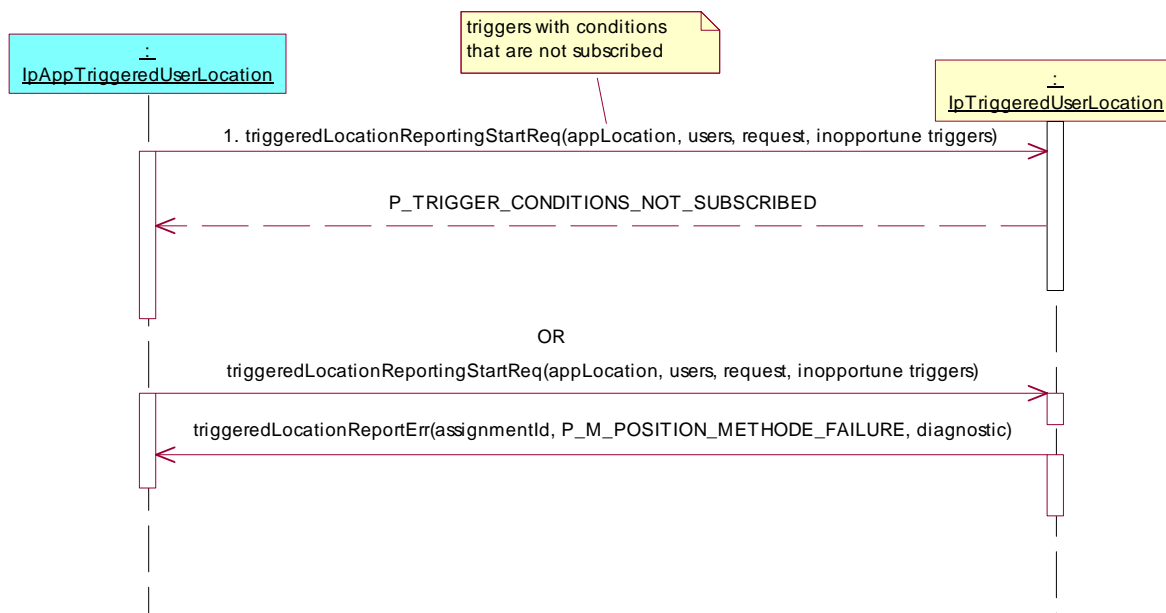 triggers with conditions
that are not subscribed
:
IpAppTriggeredUserLocation
:
IpTriggeredUserLocation
1. triggeredLocationReportingStartReq(appLocation, users, request, inopportune triggers)
P_TRIGGER_CONDITIONS_NOT_SUBSCRIBED
OR
triggeredLocationReportingStartReq(appLocation, users, request, inopportune triggers)
triggeredLocationReportErr(assignmentId, P_M_POSITION_METHODE_FAILURE, diagnostic)